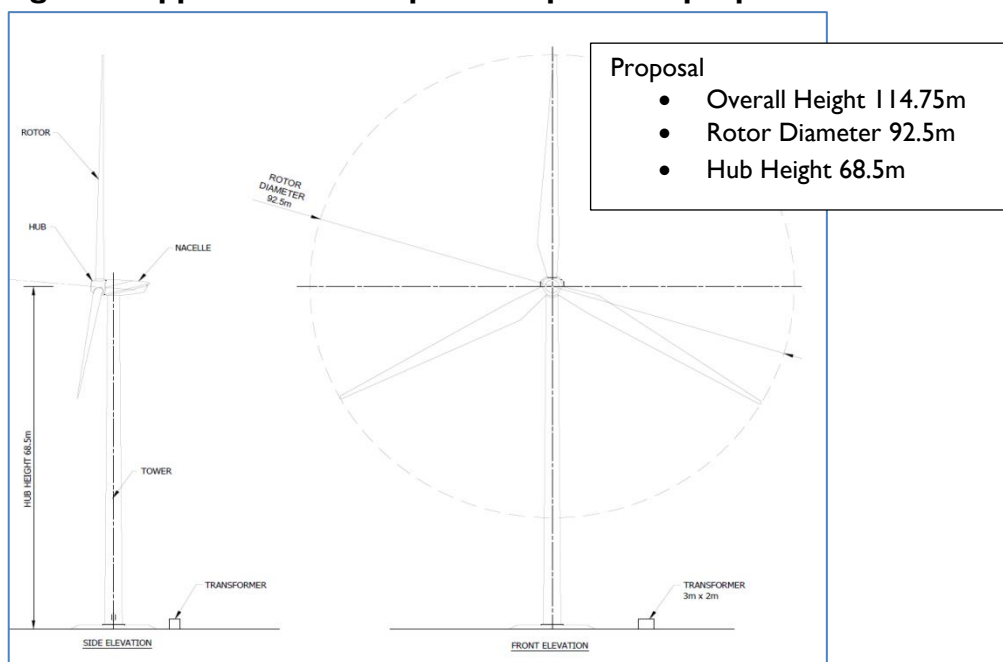 Proposal
• Overall Height 114.75m
• Rotor Diameter 92.5m
• Hub Height 68.5m
ROTOR
HUB
NACELLE
HUB HEIGHT 68.5m
TOWER
TRANSFORMER
SIDE ELEVATION
ROTOR
DIAMETER
92.5m
TRANSFORMER
3m x 2m
FRONT ELEVATION